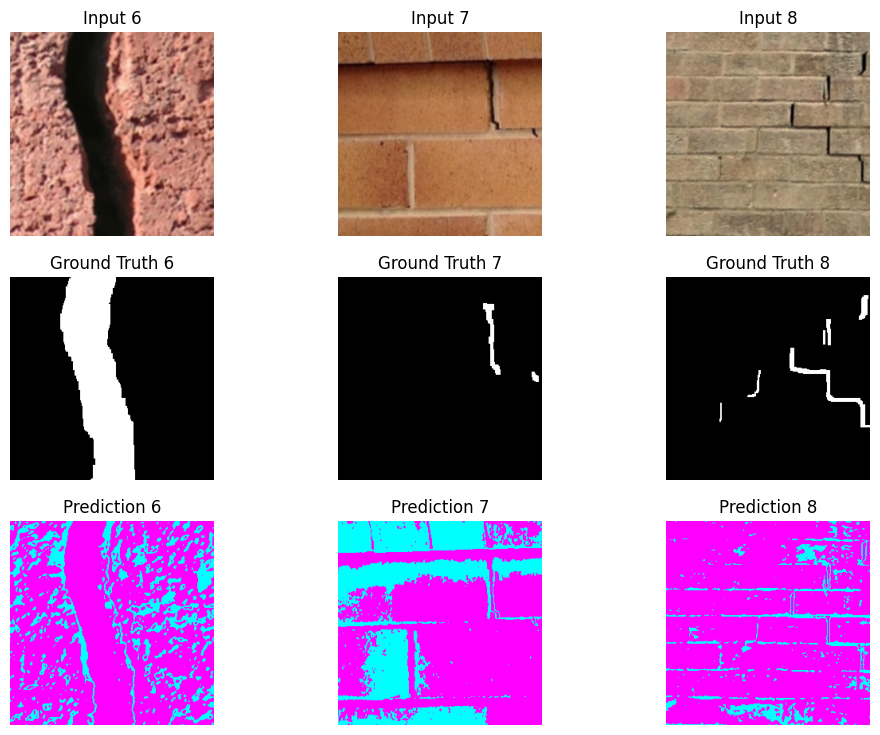 Input 6
Input 7
Input 8
Ground Truth 6
Ground Truth 7
Ground Truth 8
Prediction 6
Prediction 7
Prediction 8